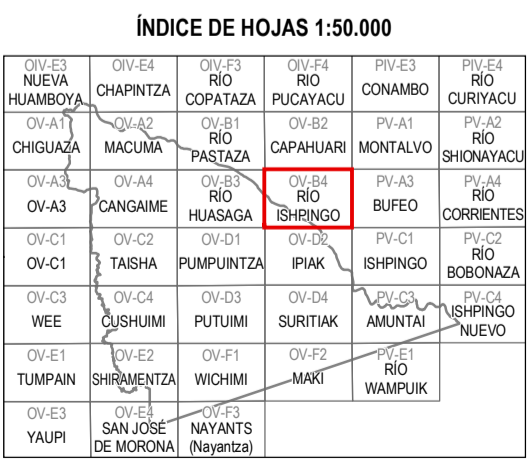 ÍNDICE DE HOJAS 1:50.000
OIV-E3 OIV-E4 OIV-F3 OIV-F4 PIV-E3 PIV-E4
NUEVA HUAMBOYA CHAPINTZA RÍO COPATAZA RIO PUCAYACU CONAMBO RÍO CURIYACU
OV-A1 OV-A2 OV-B1 OV-B2 PV-A1 PV-A2
CHIGUAZA MACUMA RÍO PASTAZA CAPAHUARI MONTALVO RÍO SHIONAYACU
OV-A3 OV-A4 OV-B3 OV-B4 PV-A3 PV-A4
OV-A3 CANGAIME RÍO HUASAGA RÍO ISHPINGO BUFEO RÍO CORRIENTES
OV-C1 OV-C2 OV-D1 OV-D2 PV-C1 PV-C2
OV-C1 TAISHA PUMPUINTZA IPIAK ISHPINGO RÍO BOBONAZA
OV-C3 OV-C4 OV-D3 OV-D4 PV-C3 PV-C4
WEE CUSHUIMI PUTUIMI SURITIAK AMUNTAI ISHPINGO NUEVO
OV-E1 OV-E2 OV-F1 OV-F2 PV-E1
TUMPAIN SHIRAMENTZA WICHIMI MAKI RÍO WAMPUIK
OV-E3 OV-E4 OV-F3
YAUPI SAN JOSÉ DE MORONA NAYANTS (Nayantza)